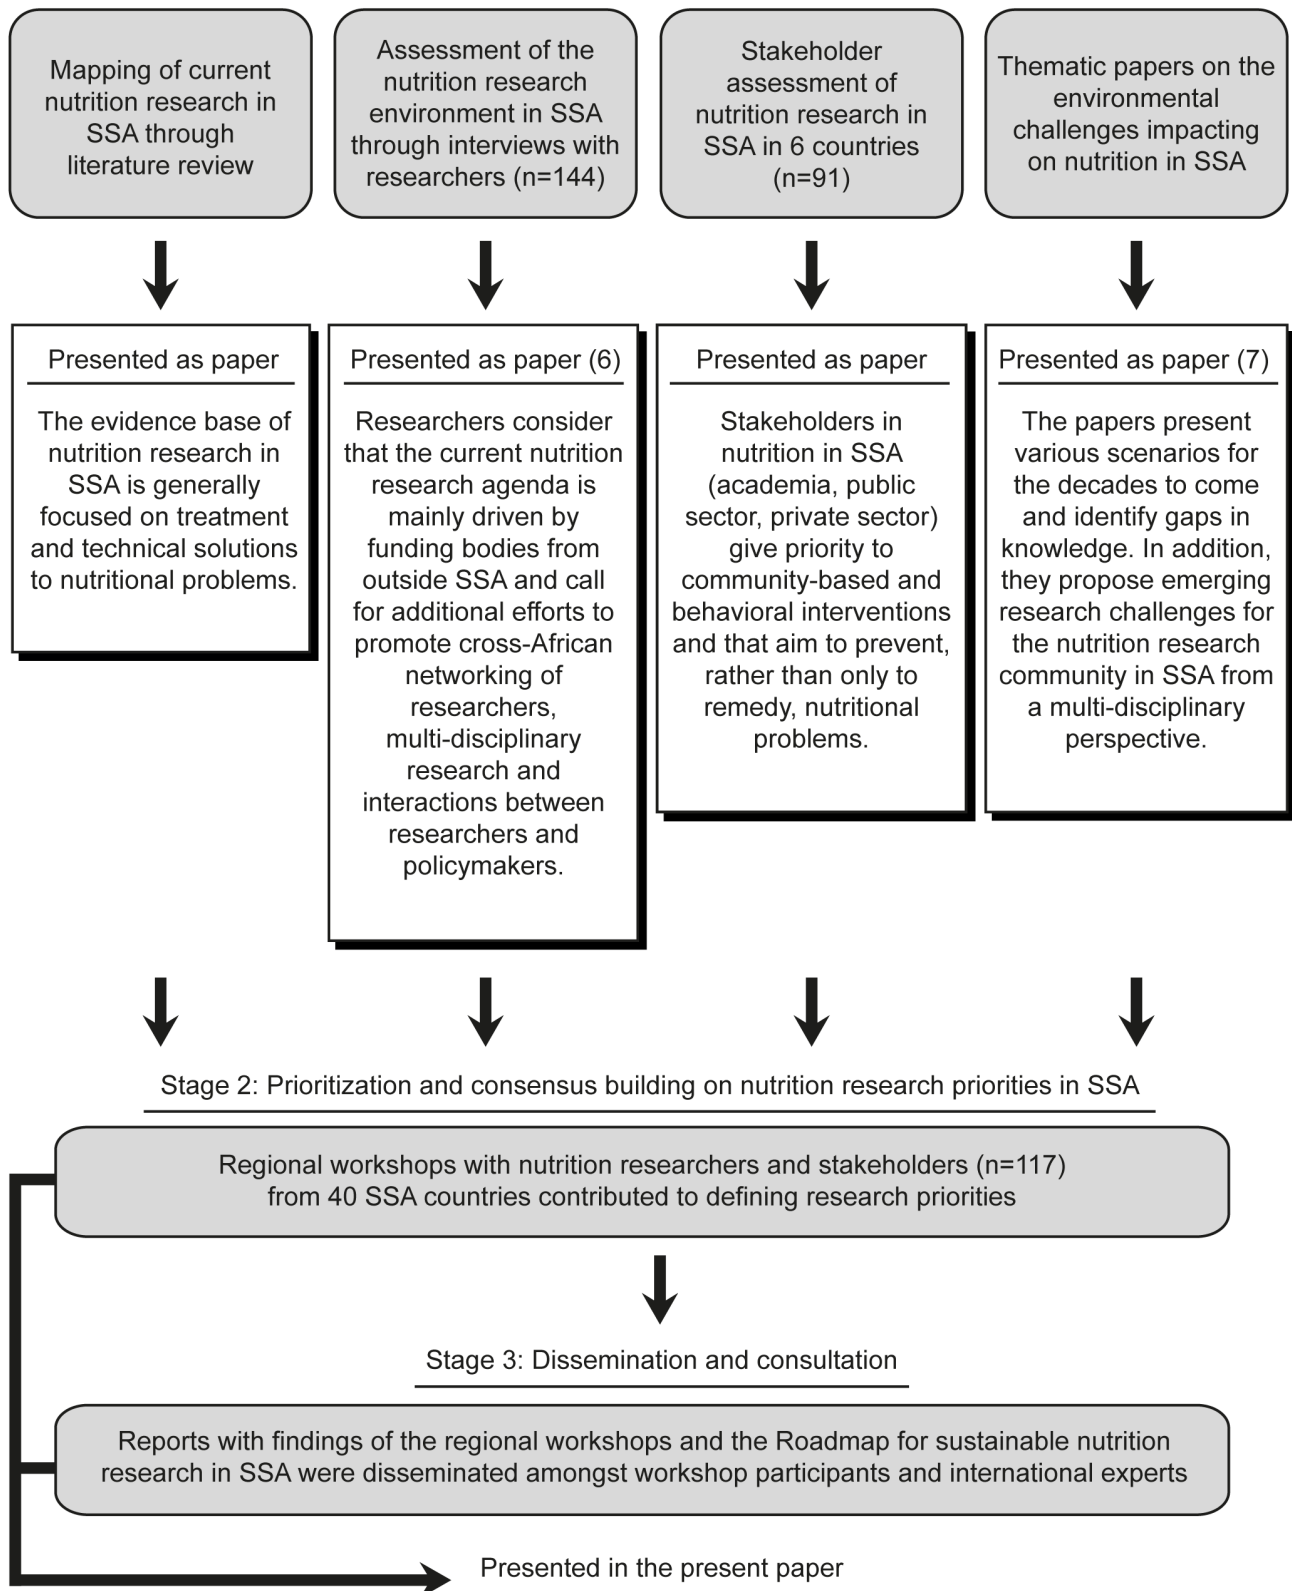 Mapping of current
nutrition research in
SSA through
literature review
Assessment of the
nutrition research
environment in SSA
through interviews with
researchers (n=144)
Stakeholder
assessment of
nutrition research in
SSA in 6 countries
(n=91)
Thematic papers on the
environmental
challenges impacting
on nutrition in SSA
Presented as paper
The evidence base of
nutrition research in
SSA is generally
focused on treatment
and technical solutions
to nutritional problems.
Presented as paper (6)
Researchers consider
that the current nutrition
research agenda is
mainly driven by
funding bodies from
outside SSA and call
for additional efforts to
promote cross-African
networking of
researchers,
multi-disciplinary
research and
interactions between
researchers and
policymakers.
Presented as paper
Stakeholders in
nutrition in SSA
(academia, public
sector, private sector)
give priority to
community-based and
behavioral interventions
and that aim to prevent,
rather than only to
remedy, nutritional
problems.
Presented as paper (7)
The papers present
various scenarios for
the decades to come
and identify gaps in
knowledge. In addition,
they propose emerging
research challenges for
the nutrition research
community in SSA from
a multi-disciplinary
perspective.
Stage 2: Prioritization and consensus building on nutrition research priorities in SSA
Regional workshops with nutrition researchers and stakeholders (n=117)
from 40 SSA countries contributed to defining research priorities
Stage 3: Dissemination and consultation
Reports with findings of the regional workshops and the Roadmap for sustainable nutrition
research in SSA were disseminated amongst workshop participants and international experts
Presented in the present paper